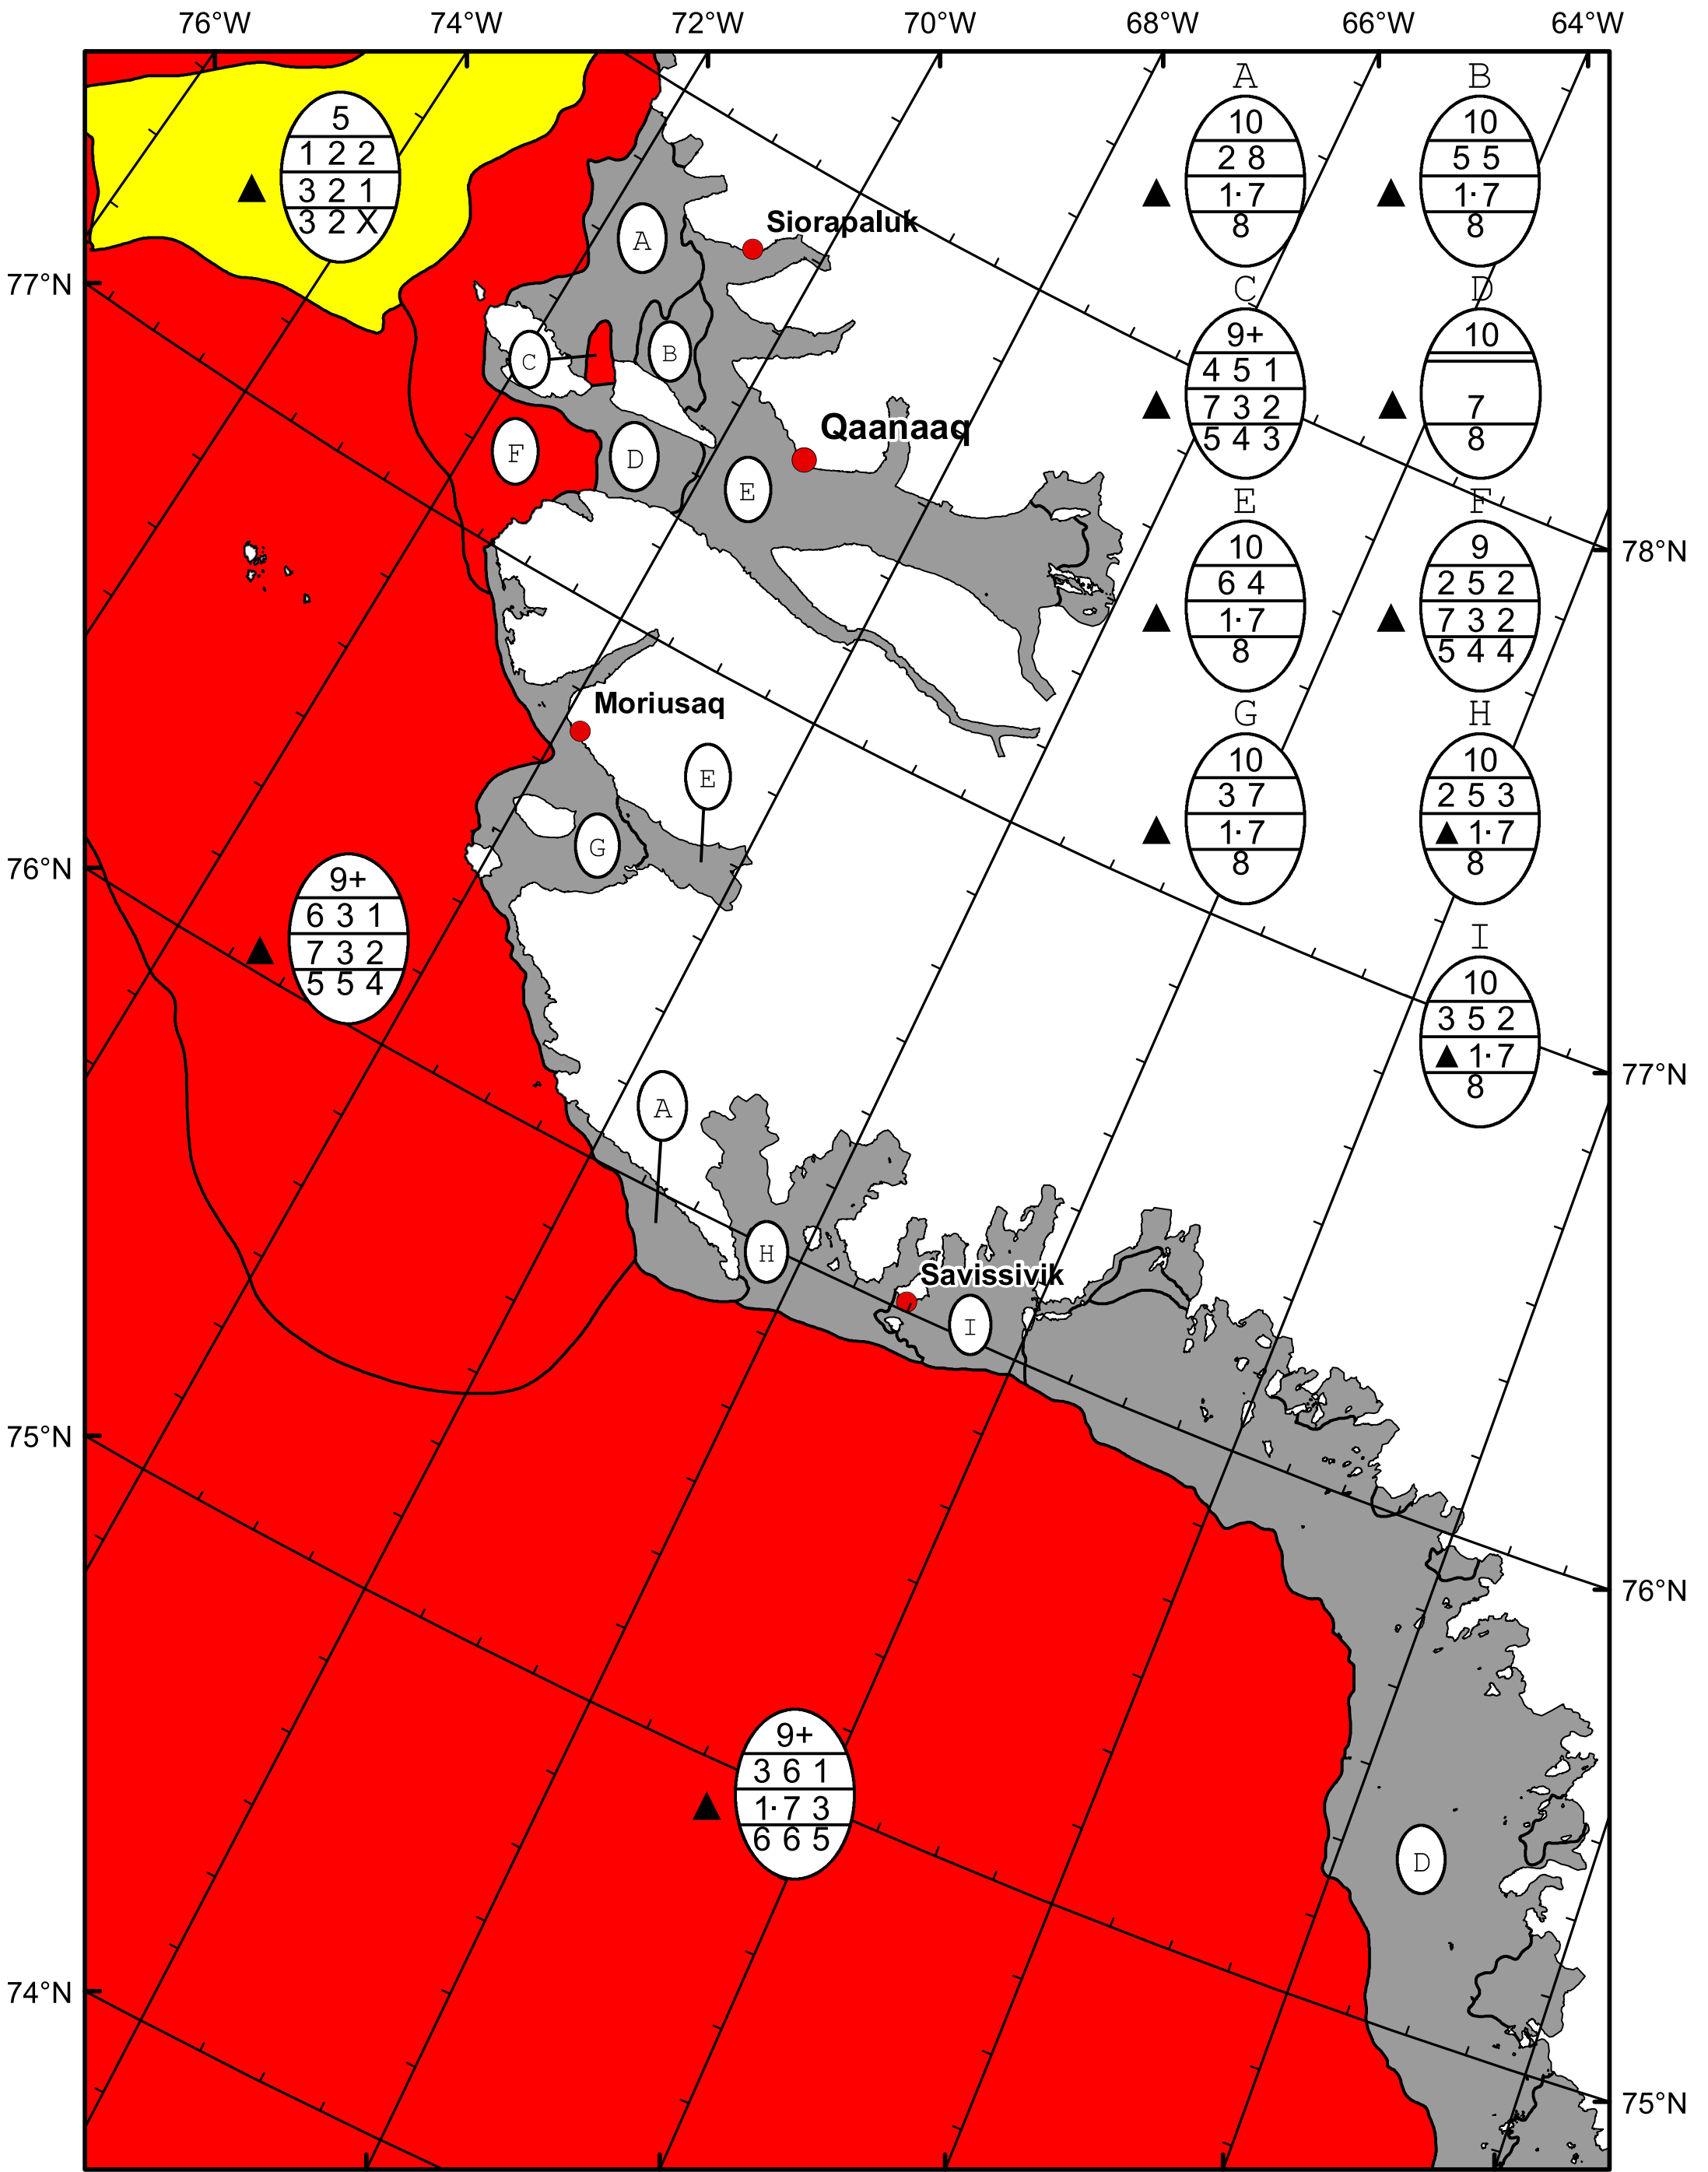 76°W 74°W 72°W 70°W 68°W 66°W 64°W
5
1 2 2
3 2 1
3 2 X
A
10
2 8
1· 7
8
B
10
5 5
1· 7
8
Siorapaluk
A
77°N
C
B
C
9+
4 5 1
7 3 2
5 4 3
D
10
7
8
Qaanaaq
F
D
E
E
10
6 4
1· 7
8
F
9
2 5 2
7 3 2
5 4 4
78°N
Moriusaq
E
G
G
10
3 7
1· 7
8
H
10
2 5 3
▲ 1· 7
8
76°N
9+
6 3 1
7 3 2
5 5 4
I
10
3 5 2
▲ 1· 7
8
77°N
A
H
Savissivik
I
75°N
76°N
9+
3 6 1
1· 7 3
6 6 5
D
74°N
75°N